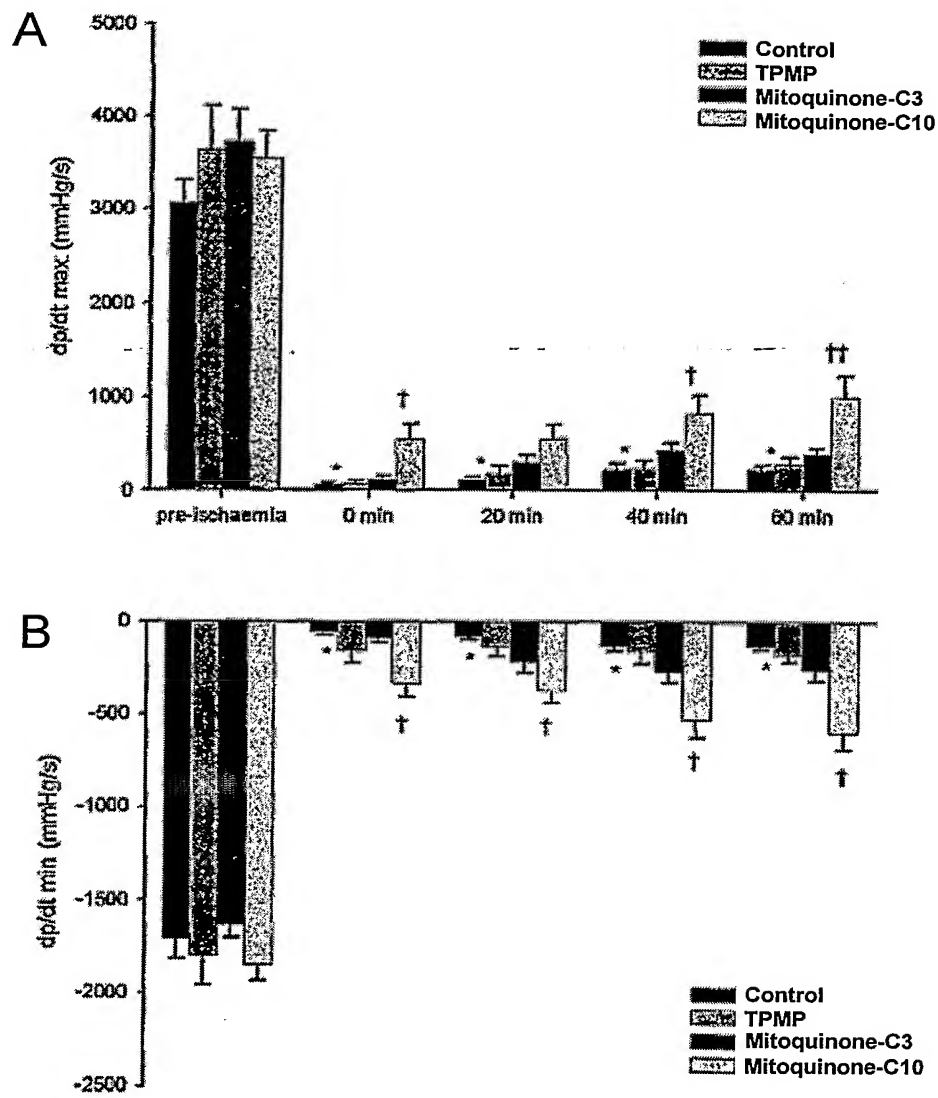 A
5000
4000
3000
2000
1000
0
dp/dt max (mmHg/s)
Control
TPMP
Mitoquinone-C3
Mitoquinone-C10
* † * * † * ††
pre-ischaemia 0 min 20 min 40 min 60 min
B
0
-500
-1000
-1500
-2000
-2500
dp/dt min (mmHg/s)
* † * † * † * †
Control
TPMP
Mitoquinone-C3
Mitoquinone-C10